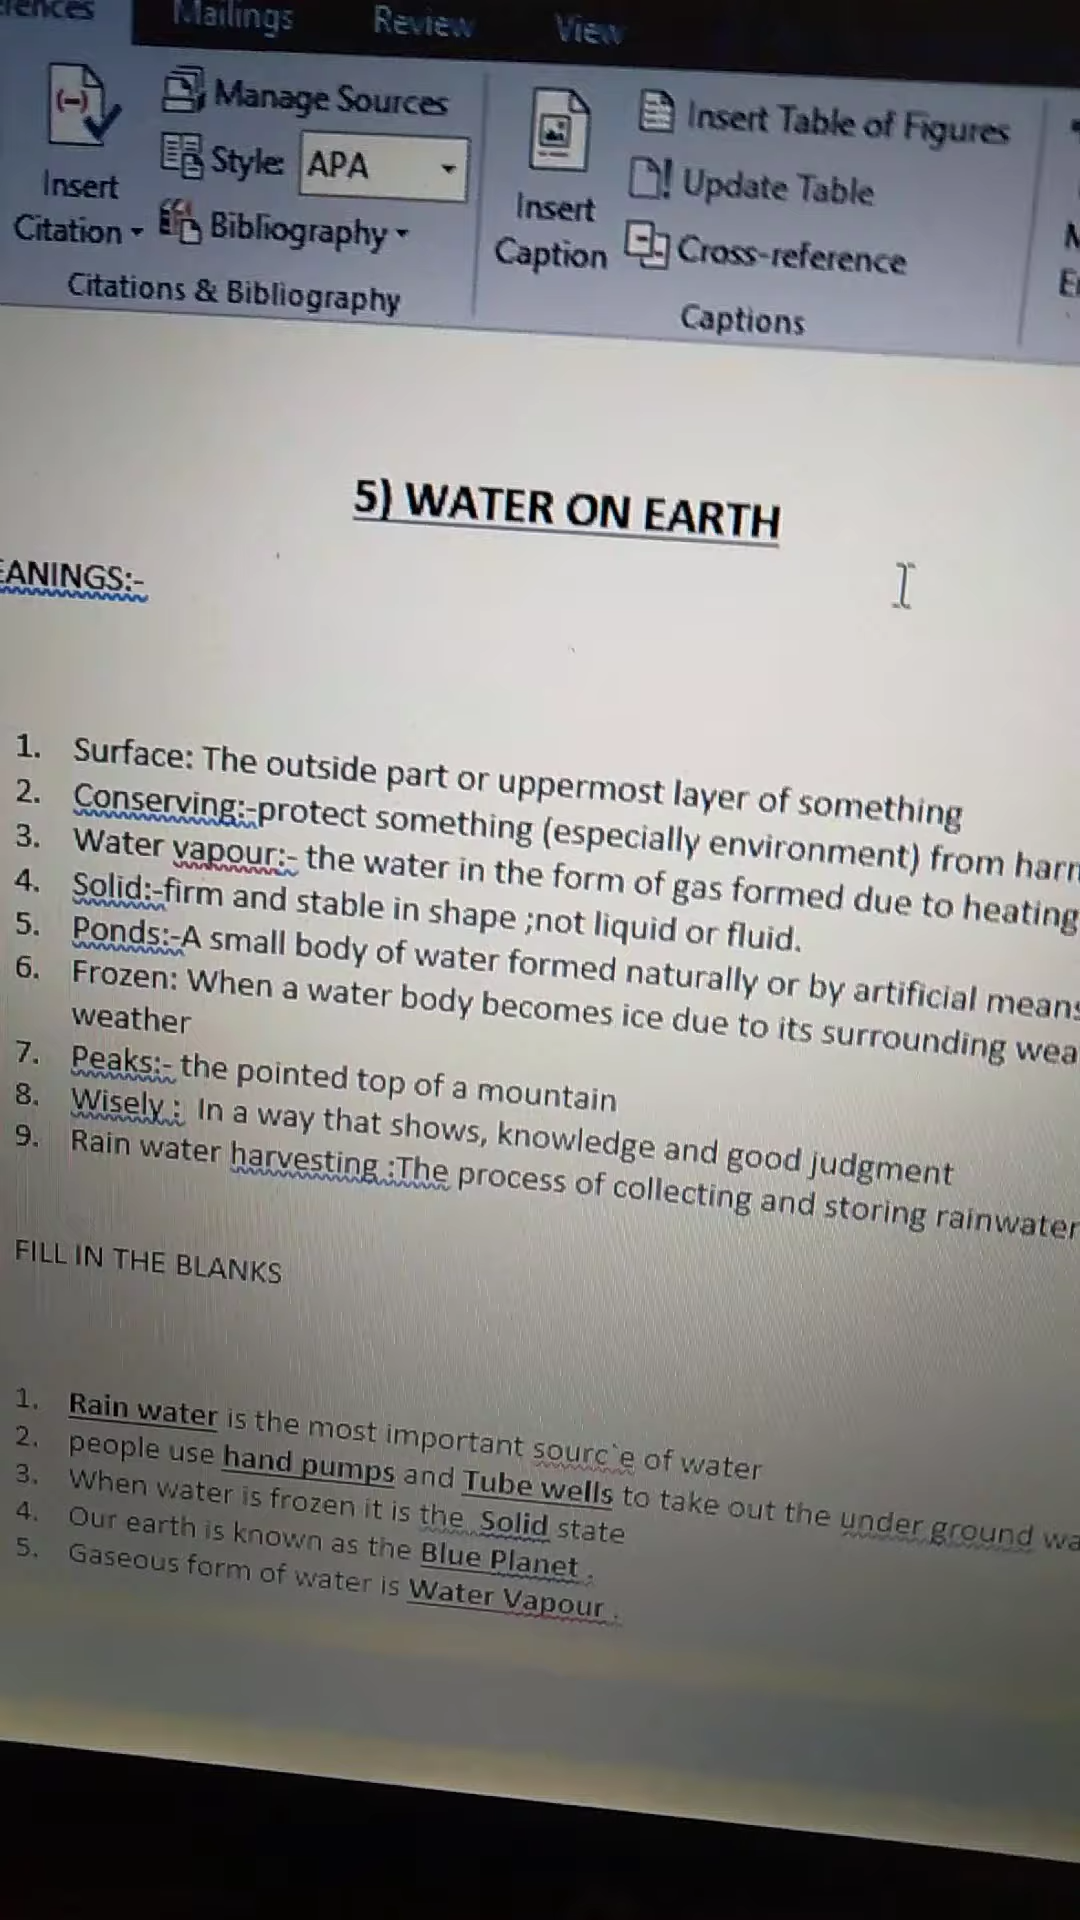 Mailings Review View
Manage Sources
Style: APA
Bibliography
Insert
Citation
Citations & Bibliography
Insert
Caption
Insert Table of Figures
Update Table
Cross-reference
Captions
5) WATER ON EARTH
EANINGS:-
1. Surface: The outside part or uppermost layer of something
2. Conserving:-protect something (especially environment) from harm
3. Water vapour:- the water in the form of gas formed due to heating
4. Solid:-firm and stable in shape ;not liquid or fluid.
5. Ponds:-A small body of water formed naturally or by artificial means
6. Frozen: When a water body becomes ice due to its surrounding wea
weather
7. Peaks:- the pointed top of a mountain
8. Wisely : In a way that shows, knowledge and good judgment
9. Rain water harvesting :The process of collecting and storing rainwater
FILL IN THE BLANKS
1. Rain water is the most important sourc`e of water
2. people use hand pumps and Tube wells to take out the under ground wa
3. When water is frozen it is the Solid state
4. Our earth is known as the Blue Planet .
5. Gaseous form of water is Water Vapour .